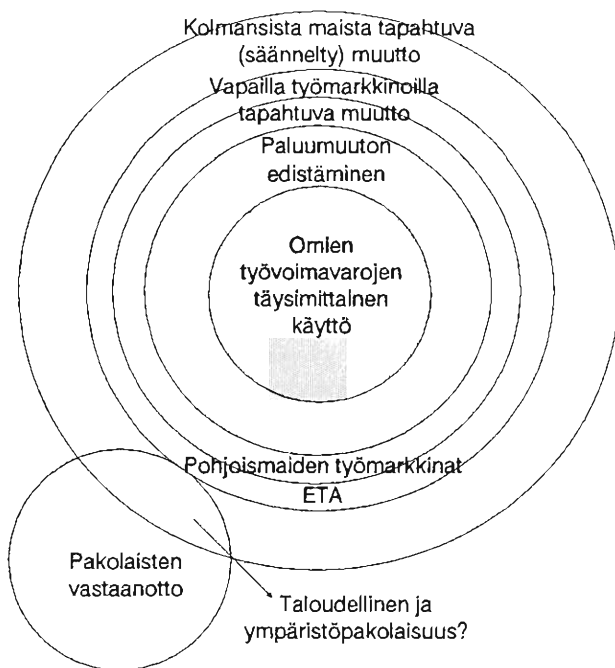 Kolmansista maista tapahtuva
(säännelty) muutto
Vapailla työmarkkinoilla
tapahtuva muutto
Paluumuuton
edistäminen
Omien
työvoimavarojen
täysimittainen
käyttö
Pohjoismaiden työmarkkinat
ETA
Pakolaisten
vastaanotto
Taloudellinen ja
ympäristöpakolaisuus?